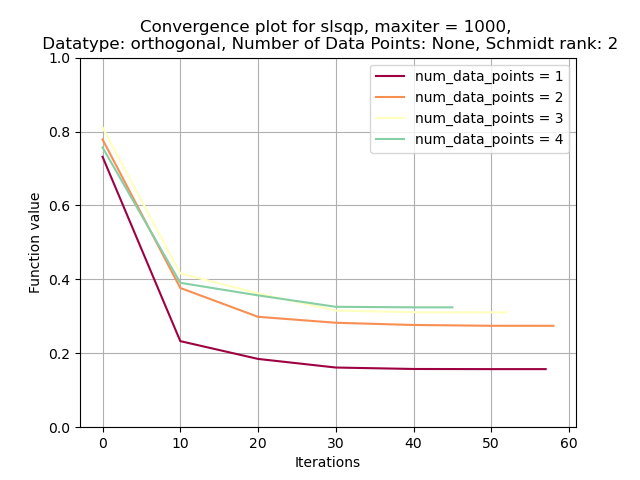 Convergence plot for slsqp, maxiter = 1000,
Datatype: orthogonal, Number of Data Points: None, Schmidt rank: 2
1.0
0.8
0.6
0.4
0.2
0.0
Function value
num_data_points = 1
num_data_points = 2
num_data_points = 3
num_data_points = 4
0 10 20 30 40 50 60
Iterations